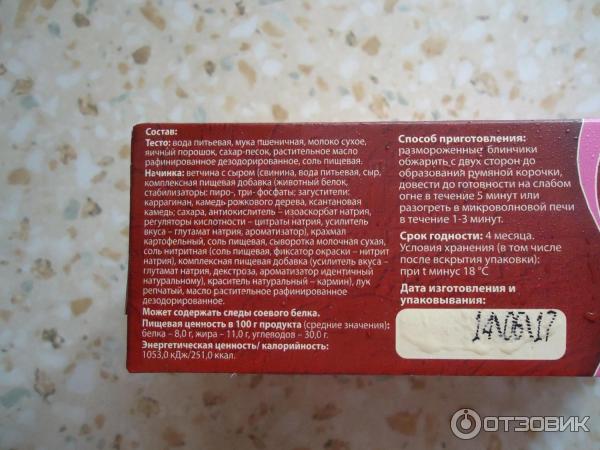 Состав:
Тесто: вода питьевая, мука пшеничная, молоко сухое,
яичный порошок, сахар-песок, растительное масло
рафинированное дезодорированное, соль пищевая.
Начинка: ветчина с сыром (свинина, вода питьевая, сыр,
комплексная пищевая добавка (животный белок,
стабилизаторы: пиро-, три- фосфаты; загустители:
каррагинан, камедь рожкового дерева, ксантановая
камедь; сахара, антиокислитель – изоаскорбат натрия,
регуляторы кислотности – цитраты натрия, усилитель
вкуса – глутамат натрия, ароматизатор), крахмал
картофельный, соль пищевая, сыворотка молочная сухая,
соль нитритная (соль пищевая, фиксатор окраски – нитрит
натрия), комплексная пищевая добавка (усилитель вкуса –
глутамат натрия, декстроза, ароматизатор идентичный
натуральному), краситель натуральный – кармин), лук
репчатый, масло растительное рафинированное
дезодорированное.
Может содержать следы соевого белка.
Пищевая ценность в 100 г продукта (средние значения):
белка – 8,0 г, жира – 11,0 г, углеводов – 30,0 г.
Энергетическая ценность/ калорийность:
1053,0 кДж/251,0 ккал.
Способ приготовления:
размороженные блинчики
обжарить с двух сторон до
образования румяной корочки,
довести до готовности на слабом
огне в течение 5 минут или
разогреть в микроволновой печи
в течение 1-3 минут.
Срок годности: 4 месяца.
Условия хранения (в том числе
после вскрытия упаковки):
при t минус 18 °C
Дата изготовления и
упаковывания:
14\06\17
ОТЗОВИК
otzovik.com